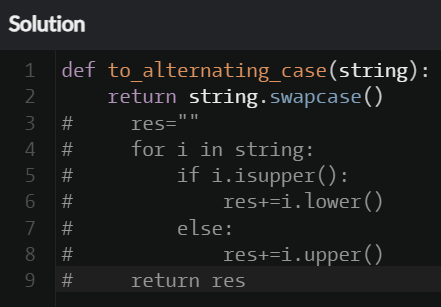 Solution
1 def to_alternating_case(string):
2     return string.swapcase()
3 #     res=""
4 #     for i in string:
5 #         if i.isupper():
6 #             res+=i.lower()
7 #         else:
8 #             res+=i.upper()
9 #     return res